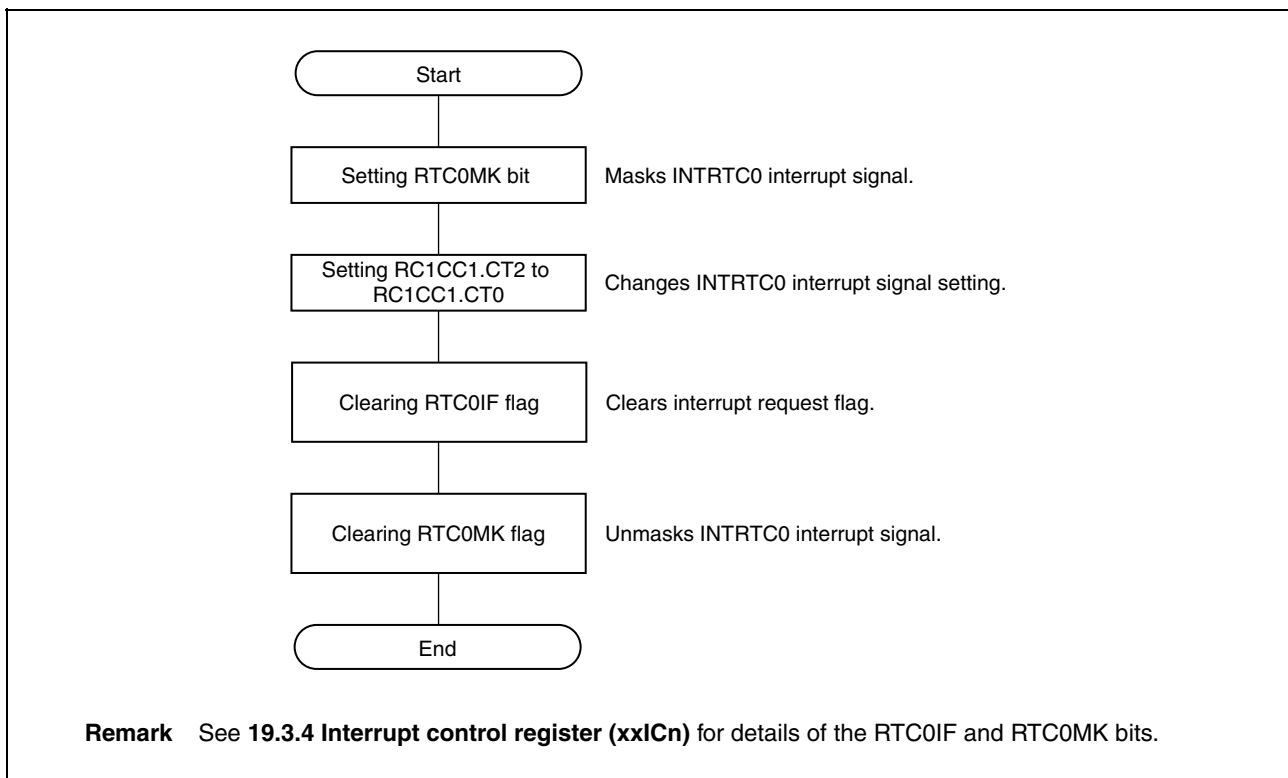 Start
Setting RTC0MK bit
Masks INTRTC0 interrupt signal.
Setting RC1CC1.CT2 to
RC1CC1.CT0
Changes INTRTC0 interrupt signal setting.
Clearing RTC0IF flag
Clears interrupt request flag.
Clearing RTC0MK flag
Unmasks INTRTC0 interrupt signal.
End
Remark See 19.3.4 Interrupt control register (xxICn) for details of the RTC0IF and RTC0MK bits.